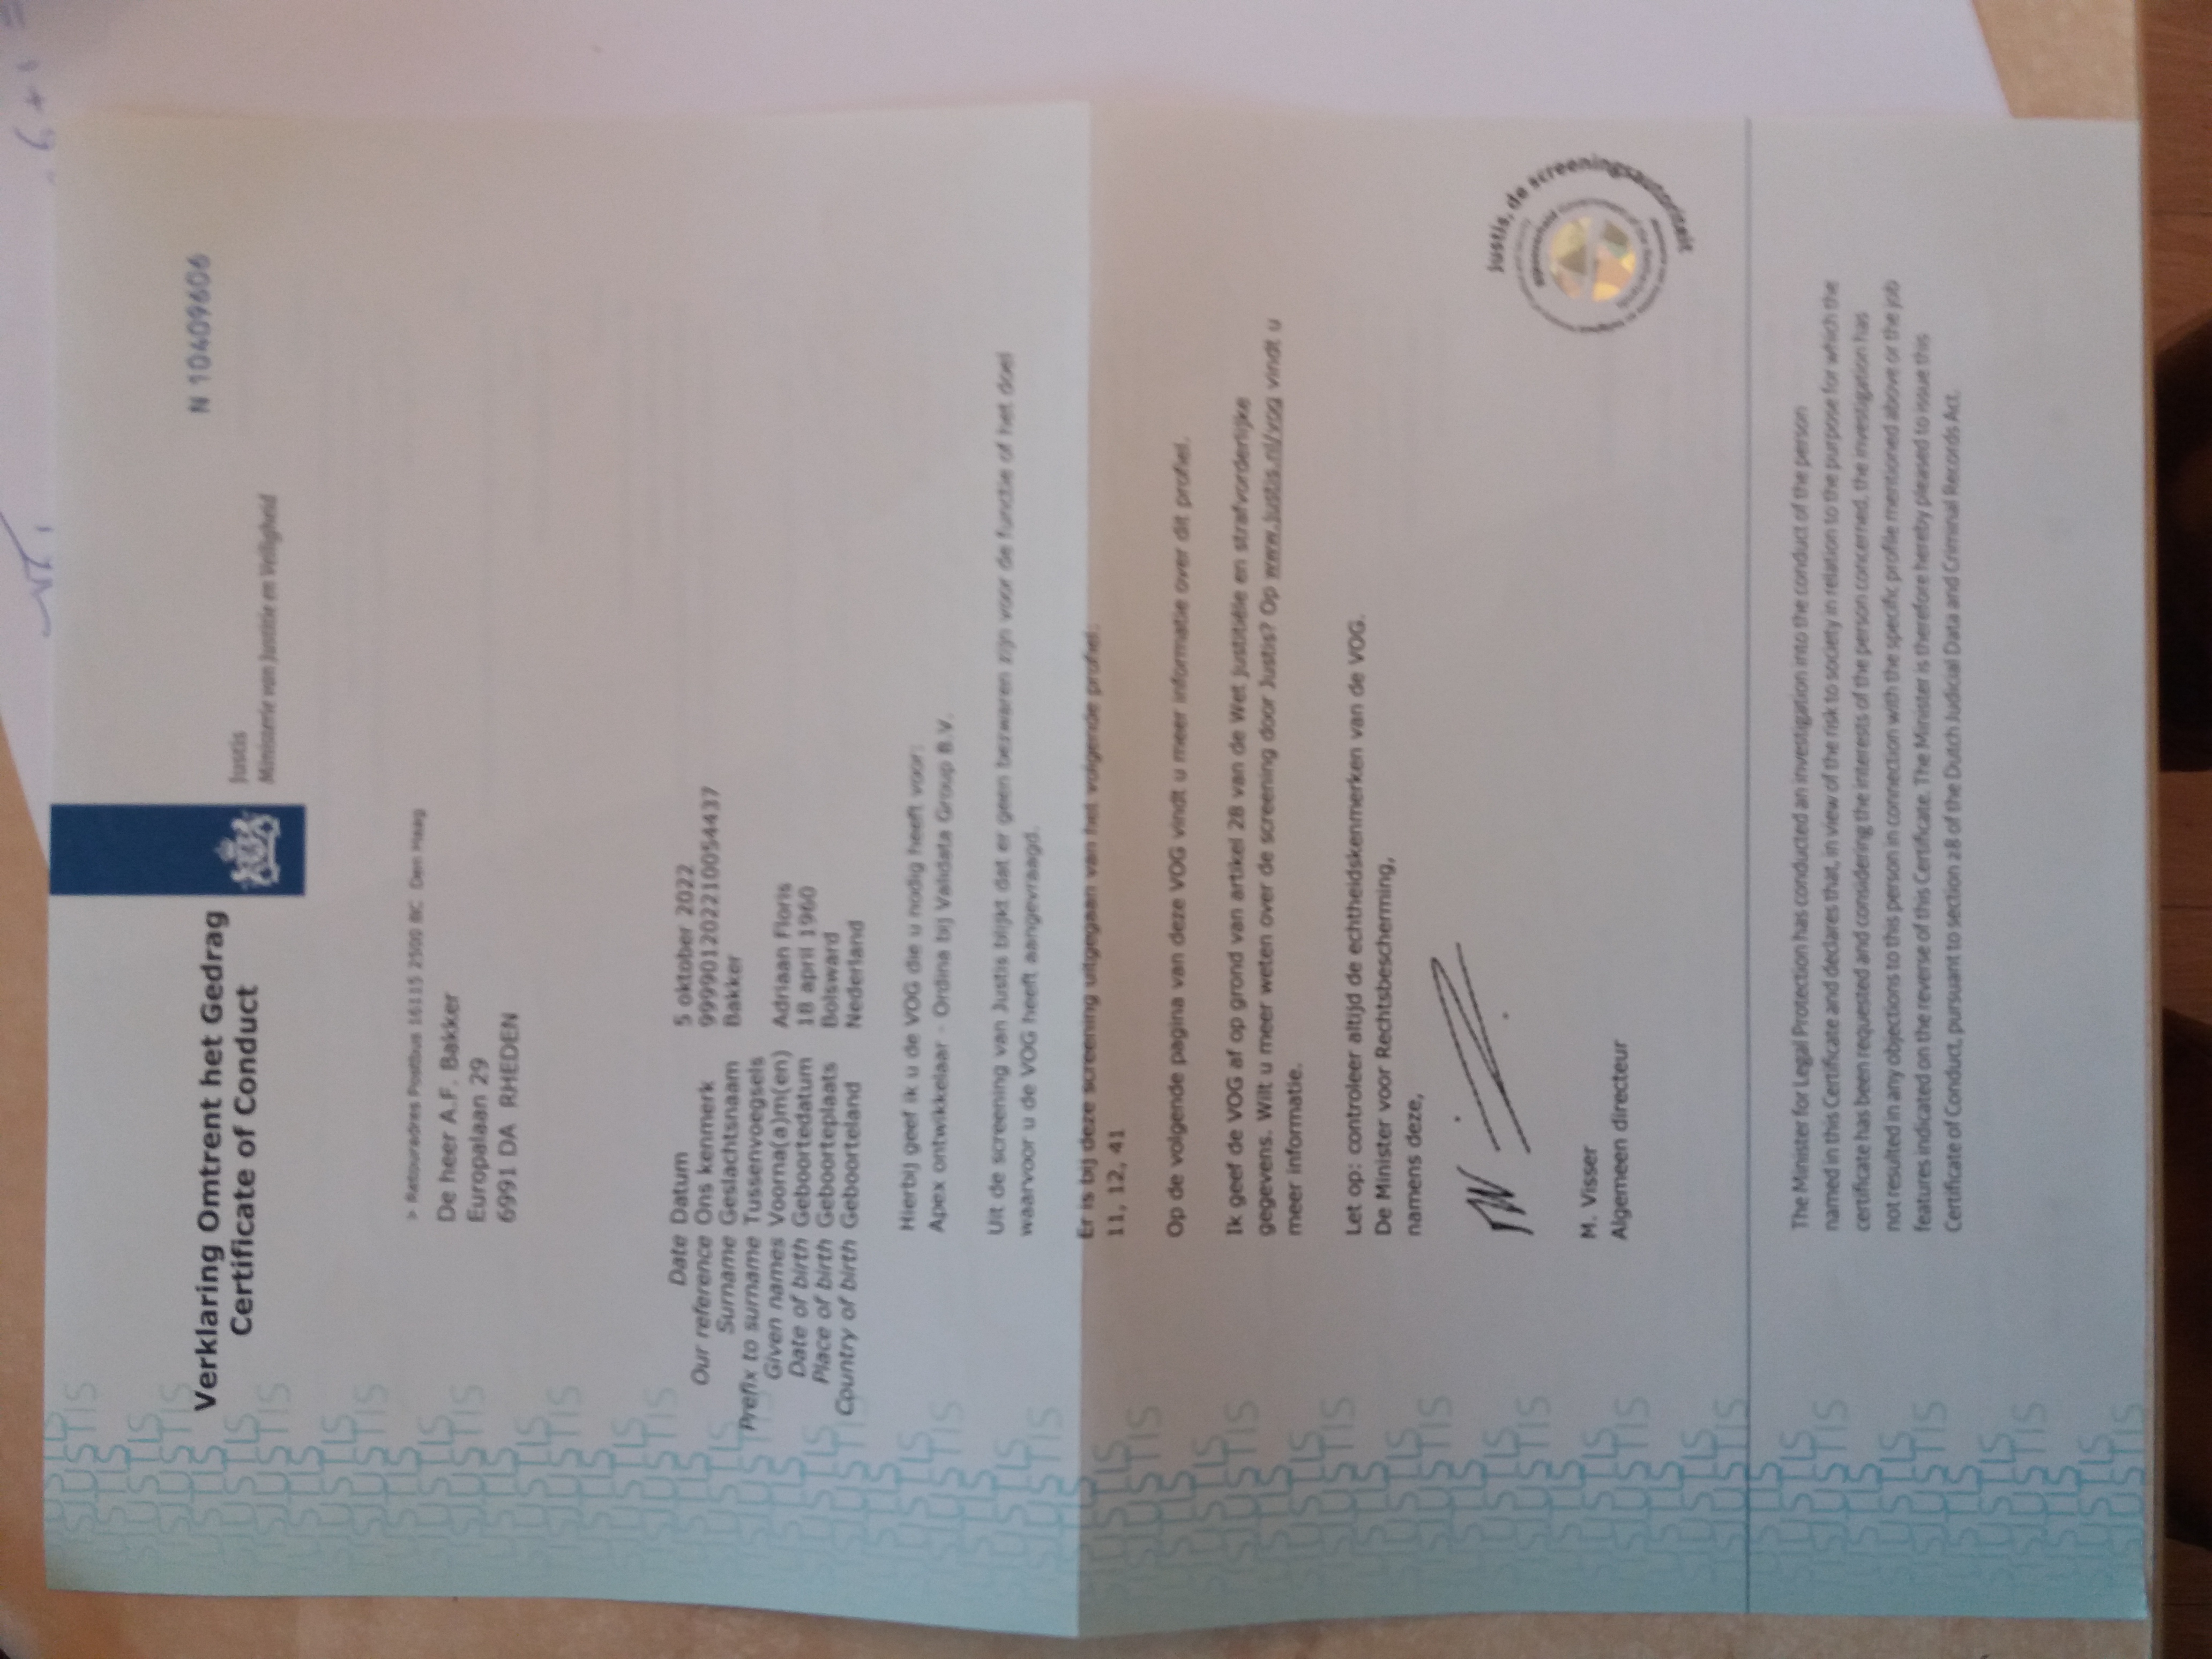 Verklaring Omtrent het Gedrag
Certificate of Conduct
N 10409606
Justis
Ministerie van Justitie en Veiligheid
> Retouradres Postbus 16115 2500 BC Den Haag
De heer A.F. Bakker
Europalaan 29
6991 DA RHEDEN
Date Datum 5 oktober 2022
Our reference Ons kenmerk 999901202210054437
Surname Geslachtsnaam Bakker
Prefix to surname Tussenvoegsels
Given names Voorna(a)m(en) Adriaan Floris
Date of birth Geboortedatum 18 april 1960
Place of birth Geboorteplaats Bolsward
Country of birth Geboorteland Nederland
Hierbij geef ik u de VOG die u nodig heeft voor:
Apex ontwikkelaar - Ordina bij Validata Group B.V.
Uit de screening van Justis blijkt dat er geen bezwaren zijn voor de functie of het doel
waarvoor u de VOG heeft aangevraagd.
Er is bij deze screening uitgegaan van het volgende profiel:
11, 12, 41
Op de volgende pagina van deze VOG vindt u meer informatie over dit profiel.
Ik geef de VOG af op grond van artikel 28 van de Wet justitiële en strafvorderlijke
gegevens. Wilt u meer weten over de screening door Justis? Op www.justis.nl/vog vindt u
meer informatie.
Let op: controleer altijd de echtheidskenmerken van de VOG.
De Minister voor Rechtsbescherming,
namens deze,
M. Visser
Algemeen directeur
Justis, de screeningsautoriteit
Rijksoverheid
The Minister for Legal Protection has conducted an investigation into the conduct of the person
named in this Certificate and declares that, in view of the risk to society in relation to the purpose for which the
certificate has been requested and considering the interests of the person concerned, the investigation has
not resulted in any objections to this person in connection with the specific profile mentioned above or the job
features indicated on the reverse of this Certificate. The Minister is therefore hereby pleased to issue this
Certificate of Conduct, pursuant to section 28 of the Dutch Judicial Data and Criminal Records Act.